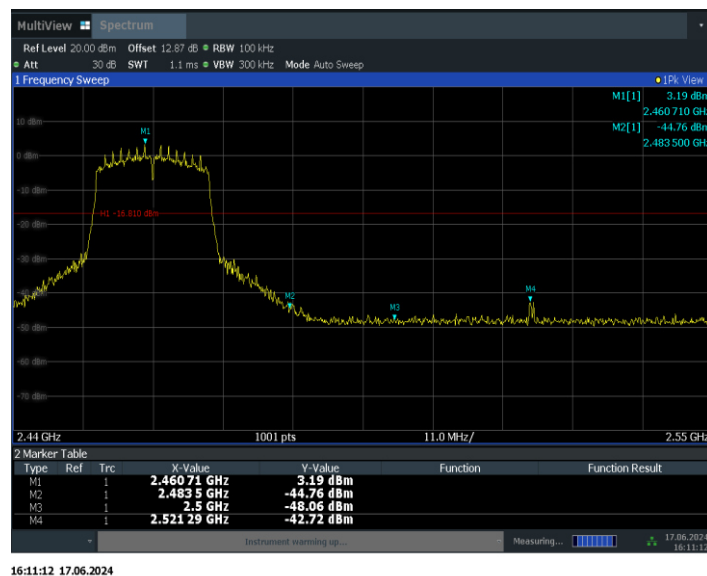 MultiView Spectrum
Ref Level 20.00 dBm Offset 12.87 dB RBW 100 kHz
Att 30 dB SWT 1.1 ms VBW 300 kHz Mode Auto Sweep
1 Frequency Sweep 1Pk View
M1[1] 3.19 dBm
2.460 710 GHz
M2[1] -44.76 dBm
2.483 500 GHz
10 dBm
M1
0 dBm
-10 dBm
H1 -16.810 dBm
-20 dBm
-30 dBm
M4
M2
M3
-50 dBm
-60 dBm
-70 dBm
2.44 GHz 1001 pts 11.0 MHz/ 2.55 GHz
2 Marker Table
Type Ref Trc X-Value Y-Value Function Function Result
M1 1 2.460 71 GHz 3.19 dBm
M2 1 2.483 5 GHz -44.76 dBm
M3 1 2.5 GHz -48.06 dBm
M4 1 2.521 29 GHz -42.72 dBm
Instrument warming up... Measuring... 17.06.2024
16:11:12
16:11:12 17.06.2024